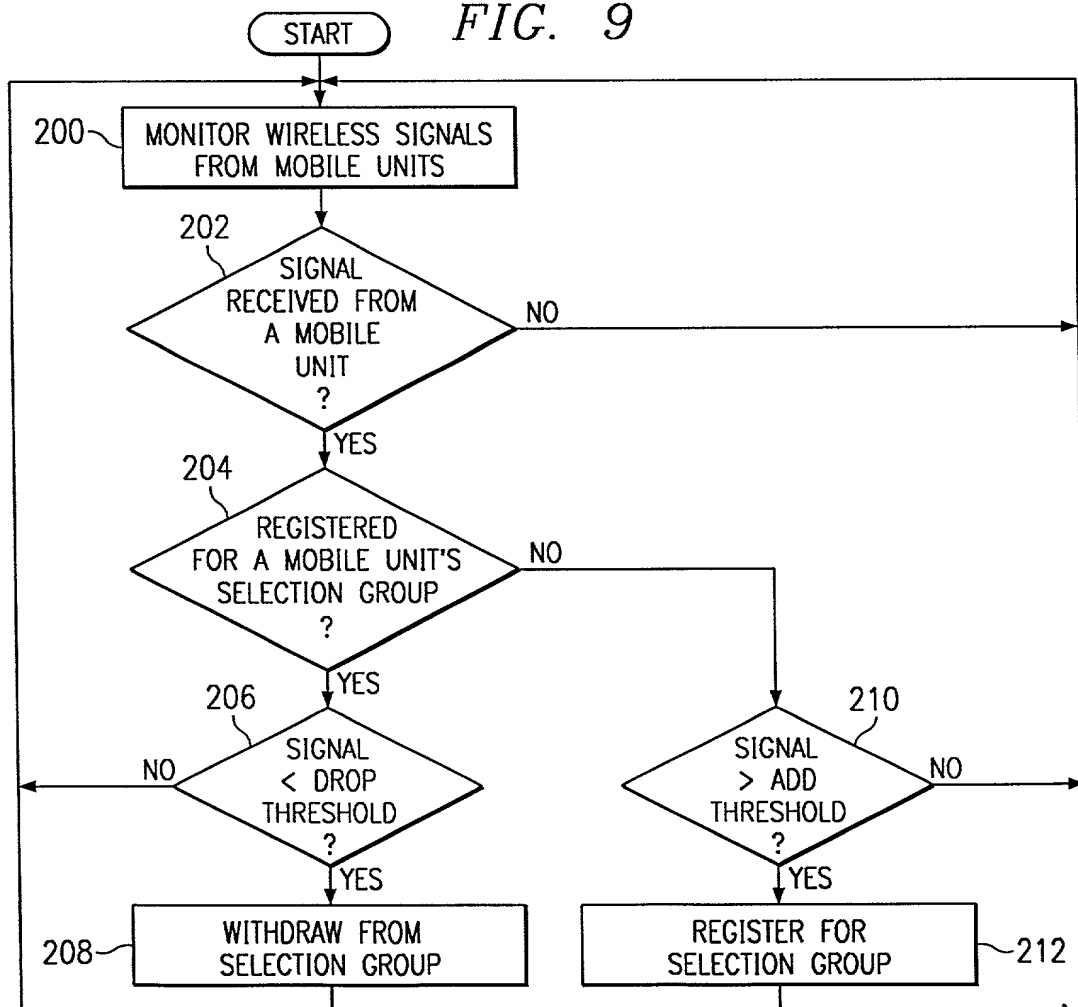 FIG. 9
START
200
MONITOR WIRELESS SIGNALS
FROM MOBILE UNITS
202
SIGNAL
RECEIVED FROM
A MOBILE
UNIT
?
NO
YES
204
REGISTERED
FOR A MOBILE UNIT'S
SELECTION GROUP
?
NO
YES
206
SIGNAL
< DROP
THRESHOLD
?
NO
YES
210
SIGNAL
> ADD
THRESHOLD
?
NO
YES
208
WITHDRAW FROM
SELECTION GROUP
REGISTER FOR
SELECTION GROUP
212